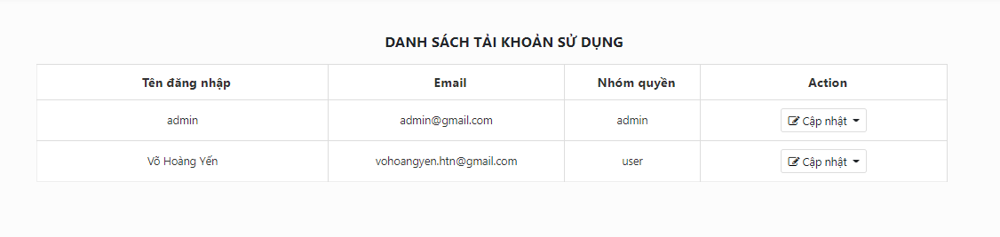 DANH SÁCH TẢI KHOẢN SỬ DỤNG
Tên đăng nhập Email Nhóm quyền Action
admin admin@gmail.com admin Cập nhật
Võ Hoàng Yến vohoangyen.htn@gmail.com user Cập nhật